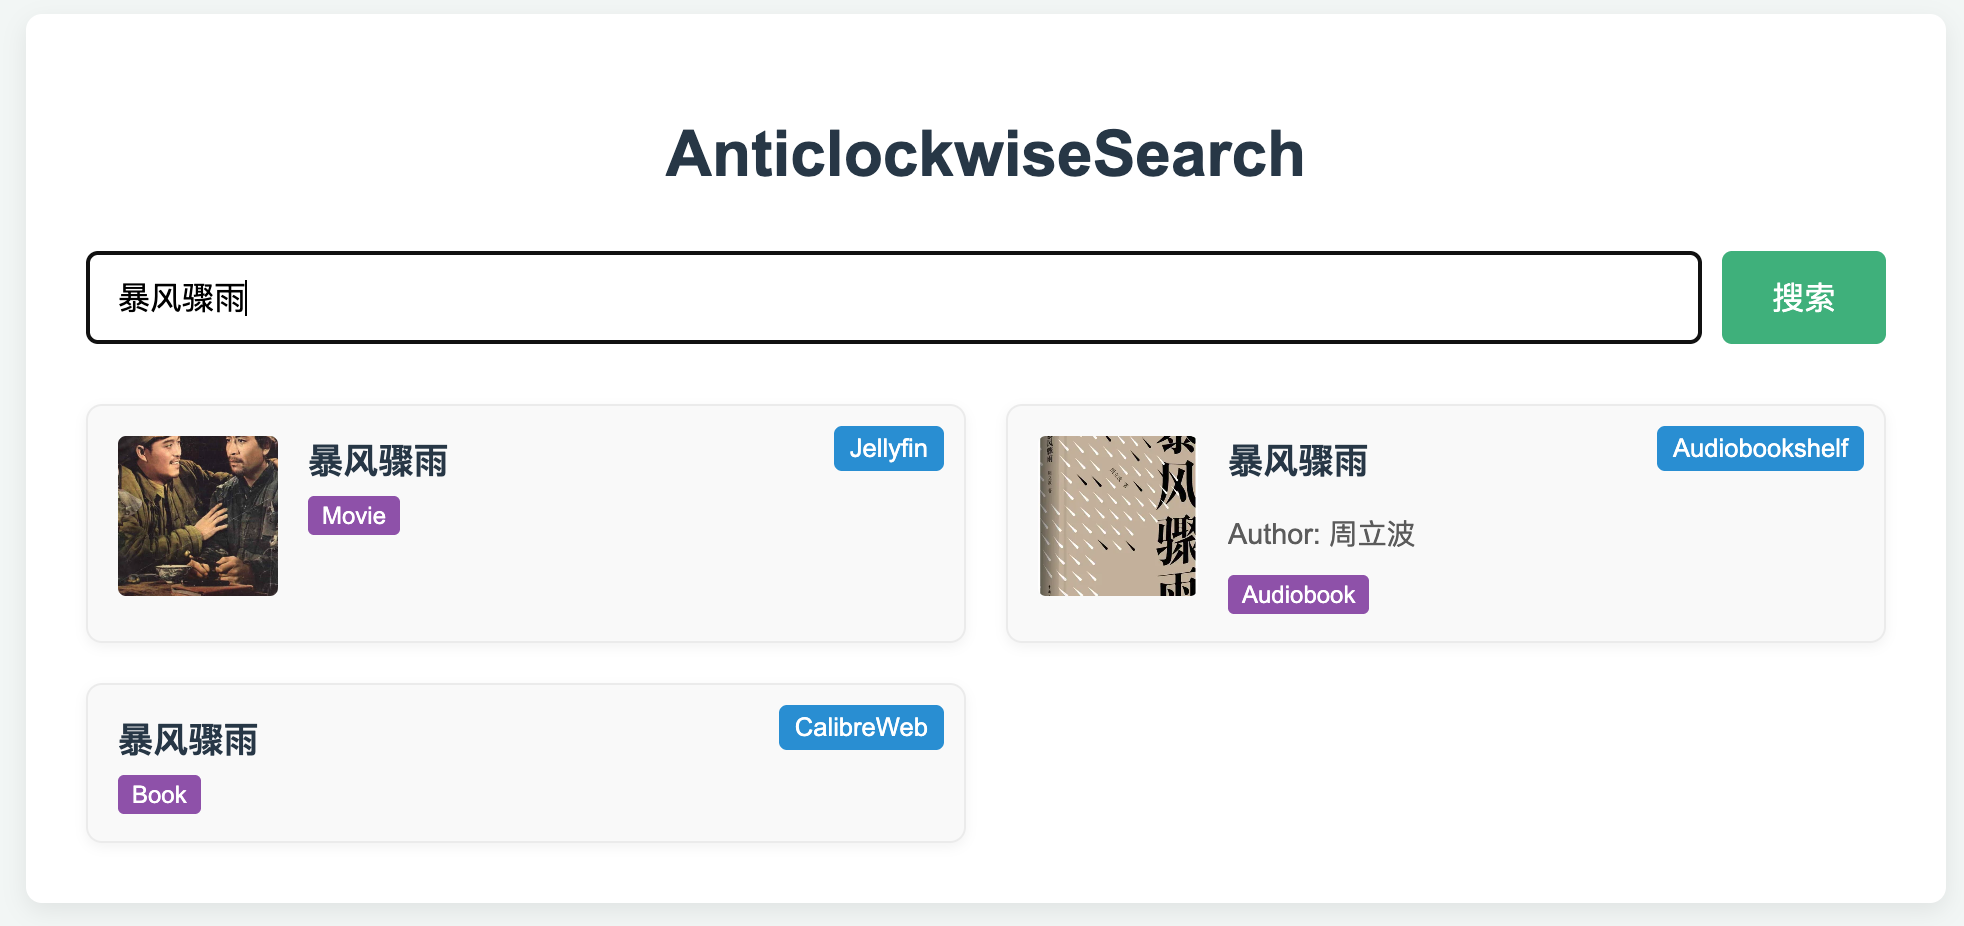 AnticlockwiseSearch
暴风骤雨
搜索
暴风骤雨
Jellyfin
Movie
暴风骤雨
暴风骤雨
Audiobookshelf
Author: 周立波
Audiobook
暴风骤雨
CalibreWeb
Book